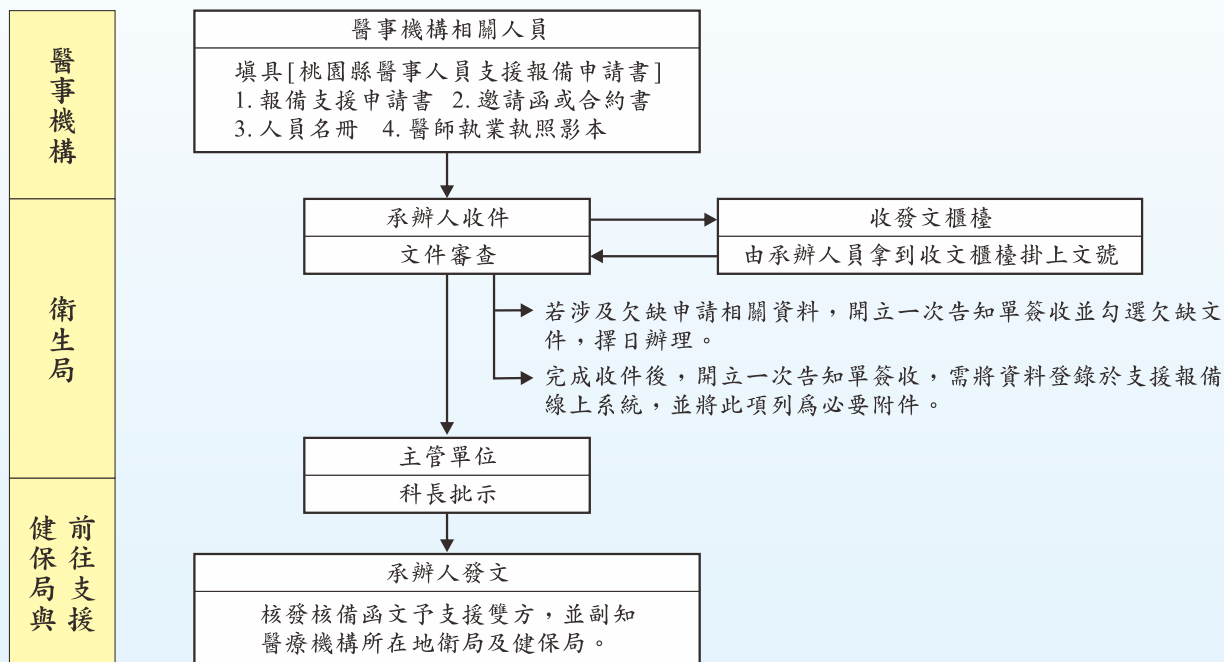 醫事機構
醫事機構相關人員
填具[桃園縣醫事人員支援報備申請書]
1. 報備支援申請書 2. 邀請函或合約書
3. 人員名冊 4. 醫師執業執照影本
衛生局
承辦人收件
文件審查
收發文櫃檯
由承辦人員拿到收文櫃檯掛上文號
若涉及欠缺申請相關資料，開立一次告知單簽收並勾選欠缺文
件，擇日辦理。
完成收件後，開立一次告知單簽收，需將資料登錄於支援報備
線上系統，並將此項列為必要附件。
主管單位
科長批示
前往支援
健保局與
承辦人發文
核發核備函文予支援雙方，並副知
醫療機構所在地衛局及健保局。